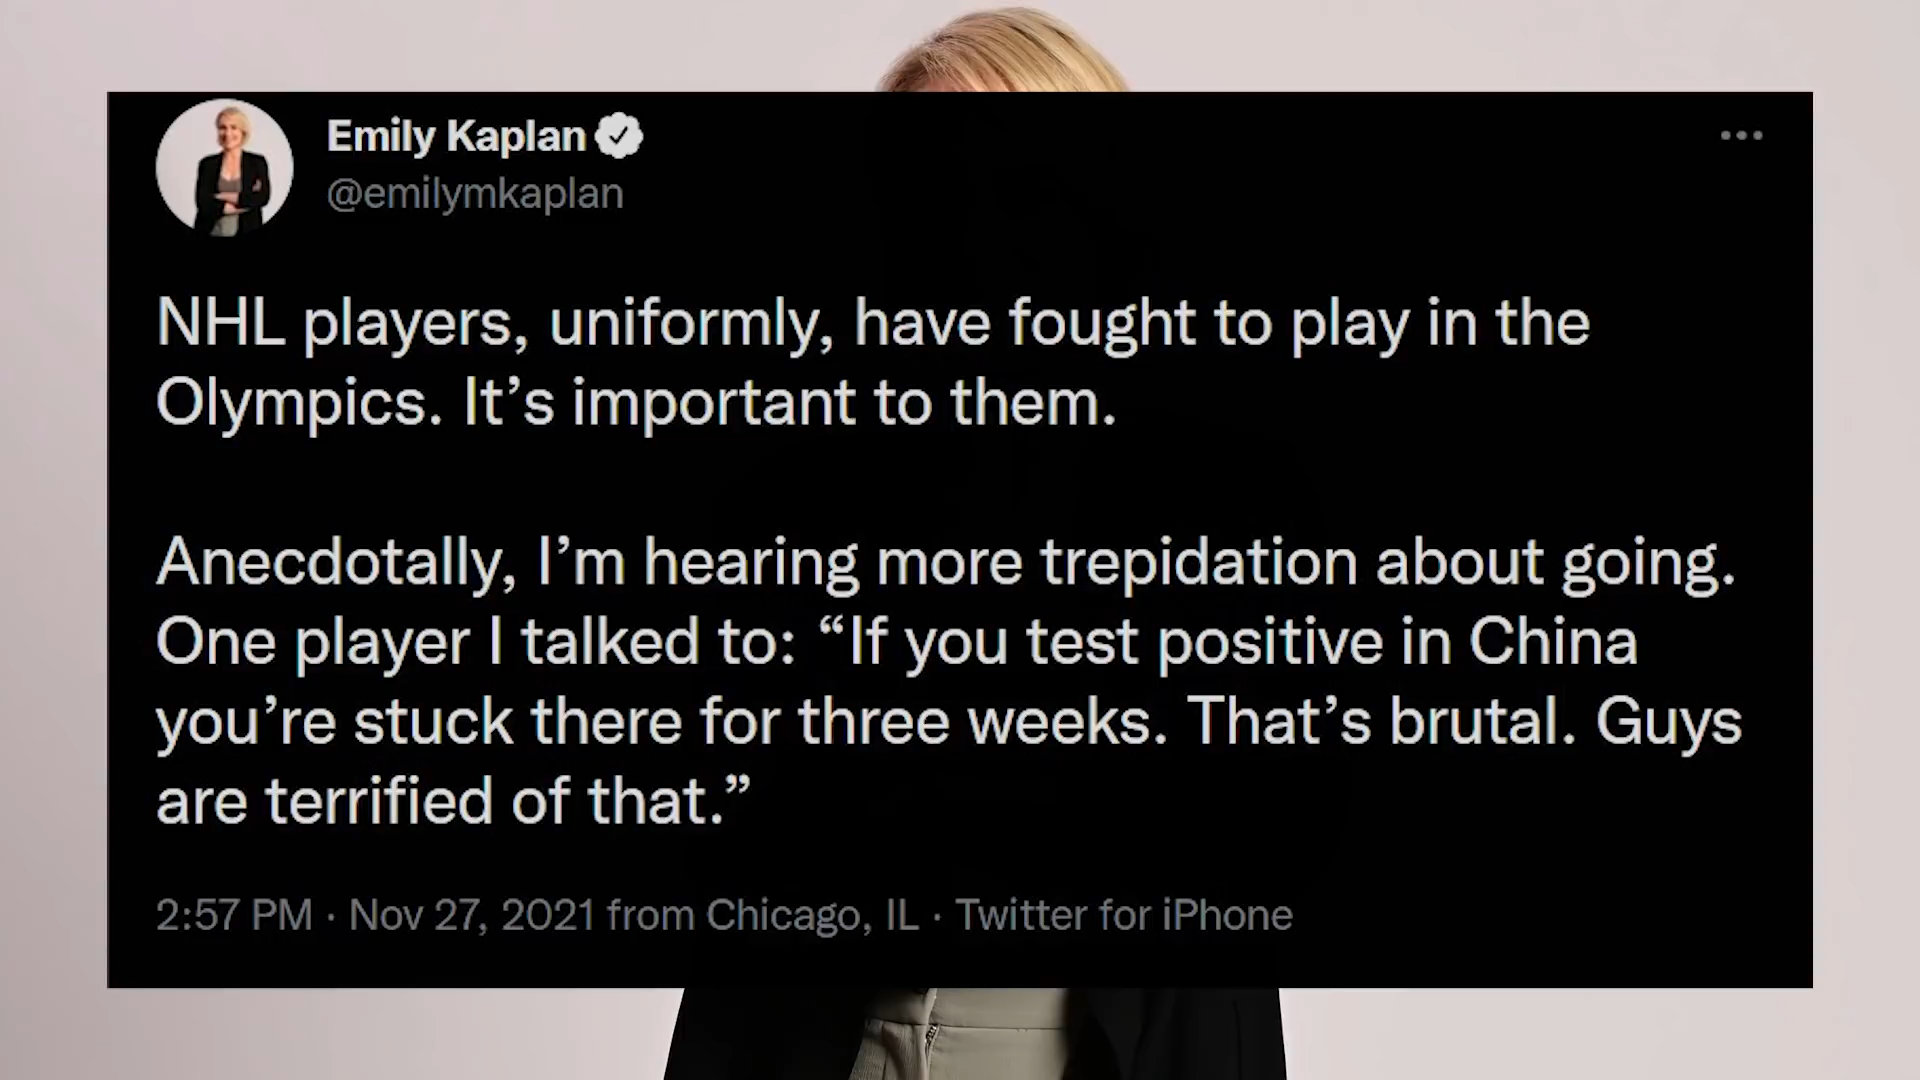 Emily Kaplan
@emilymkaplan
NHL players, uniformly, have fought to play in the
Olympics. It’s important to them.
Anecdotally, I’m hearing more trepidation about going.
One player I talked to: “If you test positive in China
you’re stuck there for three weeks. That’s brutal. Guys
are terrified of that.”
2:57 PM · Nov 27, 2021 from Chicago, IL · Twitter for iPhone